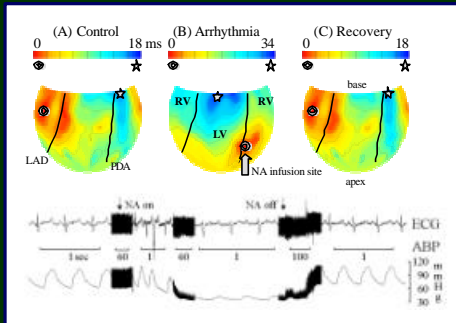 (A) Control (B) Arrhythmia (C) Recovery
0 18 ms 0 34 0 18
base
RV RV
LV
LAD PDA NA infusion site apex
NA on NA off
ECG
1 sec 60 1 60 1 100 1 ABP
120
90
60
30
mmHg